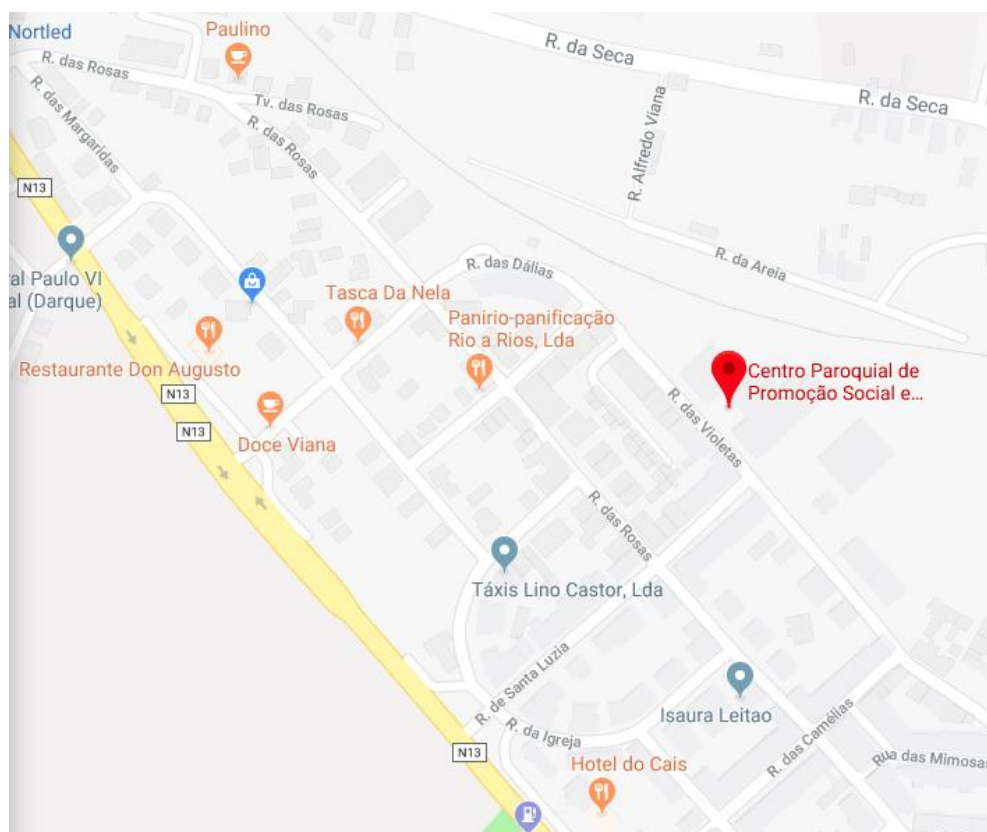 Nortled
Paulino
R. da Seca
R. das Rosas
R. da Seca
Tv. das Rosas
R. das Margaridas
R. das Rosas
R. Alfredo Viana
N13
R. da Areia
R. das Dálias
ral Paulo VI
al (Darque)
Tasca Da Nela
Panirio-panificação
Rio a Rios, Lda
Restaurante Don Augusto
Centro Paroquial de
Promoção Social e...
N13
R. das Violetas
N13
Doce Viana
R. das Rosas
Táxis Lino Castor, Lda
R. de Santa Luzia
Isaura Leitao
R. da Igreja
R. das Camélias
N13
Hotel do Cais
Rua das Mimosas